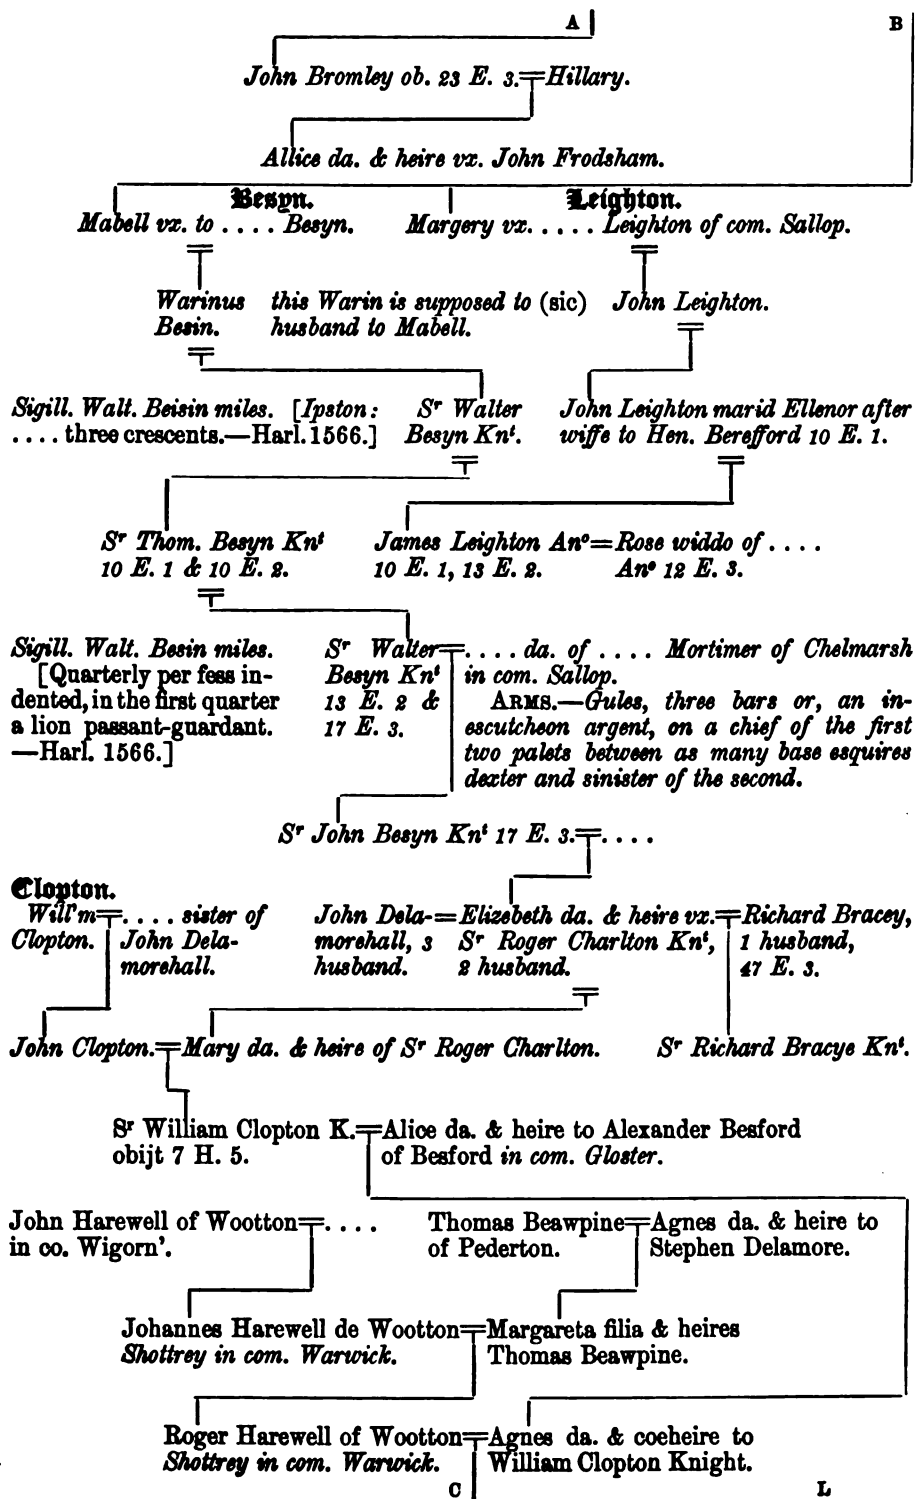 A B
John Bromley ob. 23 E. 3.=Hillary.
Allice da. & heire vx. John Frodsham.
Besyn. Leighton.
Mabell vx. to . . . . Besyn. Margery vx. . . . . . Leighton of com. Sallop.
Warinus this Warin is supposed to (sic) John Leighton.
Besin. husband to Mabell.
Sigill. Walt. Beisin miles. [Ipston: Sr Walter John Leighton marid Ellenor after
. . . . three crescents.—Harl. 1566.] Besyn Knt. wiffe to Hen. Berefford 10 E. 1.
Sr Thom. Besyn Knt James Leighton Ano=Rose widdo of . . . .
10 E. 1 & 10 E. 2. 10 E. 1, 13 E. 2. Ano 12 E. 3.
Sigill. Walt. Besin miles. Sr Walter=. . . . da. of . . . . Mortimer of Chelmarsh
[Quarterly per fess in- Besyn Knt in com. Sallop.
dented, in the first quarter 13 E. 2 & ARMS.—Gules, three bars or, an in-
a lion passant-guardant. 17 E. 3. escutcheon argent, on a chief of the first
—Harl. 1566.] two palets between as many base esquires
dexter and sinister of the second.
Sr John Besyn Knt 17 E. 3.=. . . .
Clopton.
Will'm=. . . . sister of John Dela-=Elizebeth da. & heire vx.=Richard Bracey,
Clopton. John Dela- morehall, 3 Sr Roger Charlton Knt, 1 husband,
morehall. husband. 2 husband. 47 E. 3.
John Clopton.=Mary da. & heire of Sr Roger Charlton. Sr Richard Bracye Knt.
Sr William Clopton K.=Alice da. & heire to Alexander Besford
obijt 7 H. 5. of Besford in com. Gloster.
John Harewell of Wootton=. . . . Thomas Beawpine=Agnes da. & heire to
in co. Wigorn'. of Pederton. Stephen Delamore.
Johannes Harewell de Wootton=Margareta filia & heires
Shottrey in com. Warwick. Thomas Beawpine.
Roger Harewell of Wootton=Agnes da. & coeheire to
Shottrey in com. Warwick. William Clopton Knight.
C L